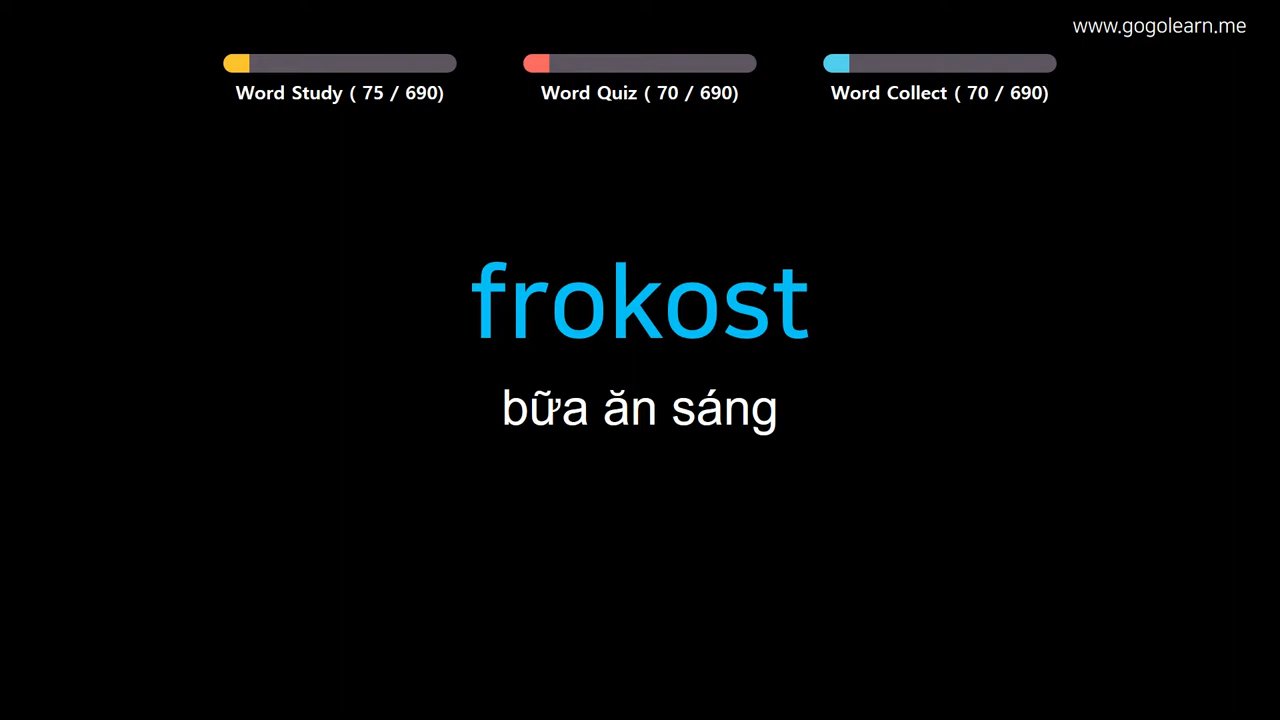 www.gogolearn.me
Word Study ( 75 / 690)
Word Quiz ( 70 / 690)
Word Collect ( 70 / 690)
frokost
bữa ăn sáng